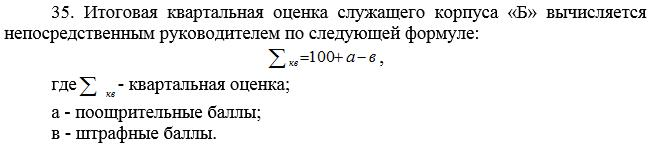 35. Итоговая квартальная оценка служащего корпуса «Б» вычисляется
непосредственным руководителем по следующей формуле:
∑ кв=100+а−в ,
где ∑ кв - квартальная оценка;
а - поощрительные баллы;
в - штрафные баллы.